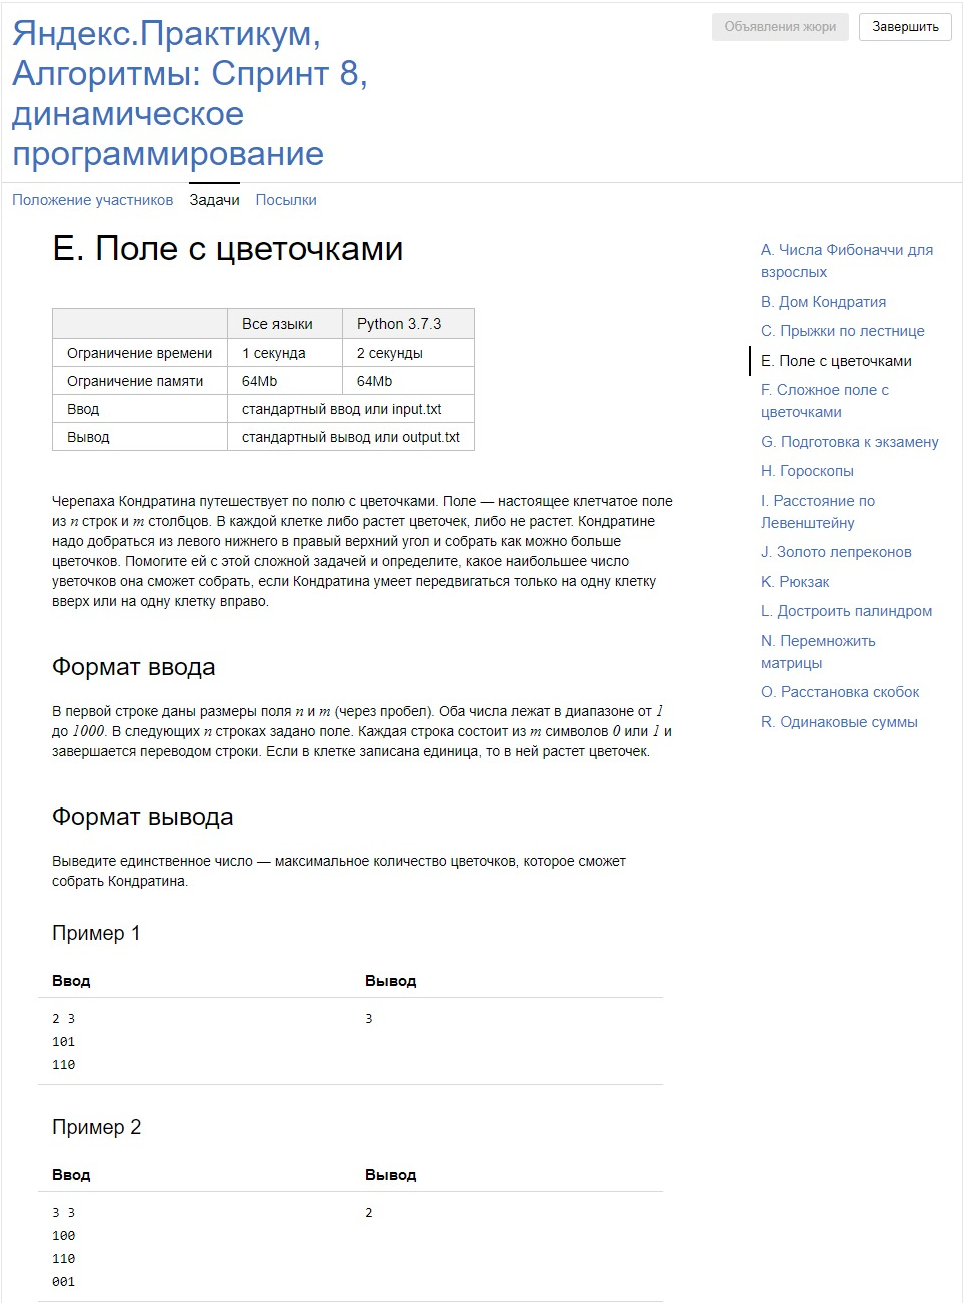 Яндекс.Практикум,
Алгоритмы: Спринт 8,
динамическое
программирование
Объявления жюри
Завершить
Положение участников
Задачи
Посылки
E. Поле с цветочками
Все языки Python 3.7.3
Ограничение времени 1 секунда 2 секунды
Ограничение памяти 64Mb 64Mb
Ввод стандартный ввод или input.txt
Вывод стандартный вывод или output.txt
Черепаха Кондратина путешествует по полю с цветочками. Поле — настоящее клетчатое поле
из n строк и m столбцов. В каждой клетке либо растет цветочек, либо не растет. Кондратине
надо добраться из левого нижнего в правый верхний угол и собрать как можно больше
цветочков. Помогите ей с этой сложной задачей и определите, какое наибольшее число
уветочков она сможет собрать, если Кондратина умеет передвигаться только на одну клетку
вверх или на одну клетку вправо.
Формат ввода
В первой строке даны размеры поля n и m (через пробел). Оба числа лежат в диапазоне от 1
до 1000. В следующих n строках задано поле. Каждая строка состоит из m символов 0 или 1 и
завершается переводом строки. Если в клетке записана единица, то в ней растет цветочек.
Формат вывода
Выведите единственное число — максимальное количество цветочков, которое сможет
собрать Кондратина.
Пример 1
Ввод Вывод
2 3 3
101
110
Пример 2
Ввод Вывод
3 3 2
100
110
001
A. Числа Фибоначчи для
взрослых
B. Дом Кондратия
C. Прыжки по лестнице
E. Поле с цветочками
F. Сложное поле с
цветочками
G. Подготовка к экзамену
H. Гороскопы
I. Расстояние по
Левенштейну
J. Золото лепреконов
K. Рюкзак
L. Достроить палиндром
N. Перемножить
матрицы
O. Расстановка скобок
R. Одинаковые суммы